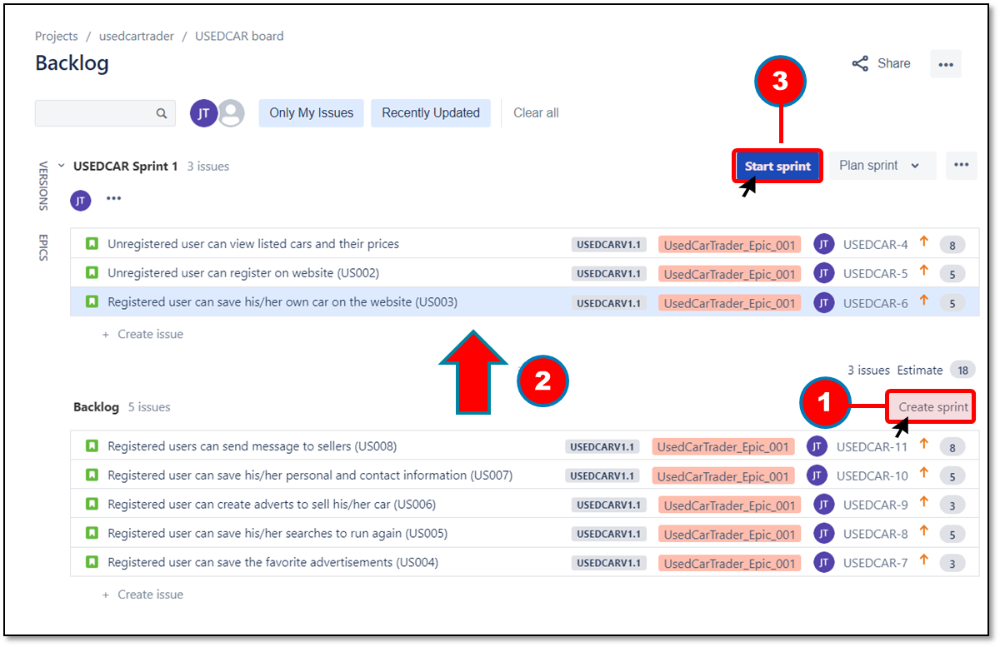 Projects / usedcartrader / USEDCAR board
Backlog
Share
3
JT Only My Issues Recently Updated Clear all
VERSIONS
EPICS
USEDCAR Sprint 1 3 issues Start sprint Plan sprint
JT
Unregistered user can view listed cars and their prices USEDCARV1.1 UsedCarTrader_Epic_001 JT USEDCAR-4 8
Unregistered user can register on website (US002) USEDCARV1.1 UsedCarTrader_Epic_001 JT USEDCAR-5 5
Registered user can save his/her own car on the website (US003) USEDCARV1.1 UsedCarTrader_Epic_001 JT USEDCAR-6 5
+ Create issue
3 issues Estimate 18
2
1
Backlog 5 issues Create sprint
Registered users can send message to sellers (US008) USEDCARV1.1 UsedCarTrader_Epic_001 JT USEDCAR-11 8
Registered user can save his/her personal and contact information (US007) USEDCARV1.1 UsedCarTrader_Epic_001 JT USEDCAR-10 5
Registered user can create adverts to sell his/her car (US006) USEDCARV1.1 UsedCarTrader_Epic_001 JT USEDCAR-9 3
Registered user can save his/her searches to run again (US005) USEDCARV1.1 UsedCarTrader_Epic_001 JT USEDCAR-8 5
Registered user can save the favorite advertisements (US004) USEDCARV1.1 UsedCarTrader_Epic_001 JT USEDCAR-7 3
+ Create issue